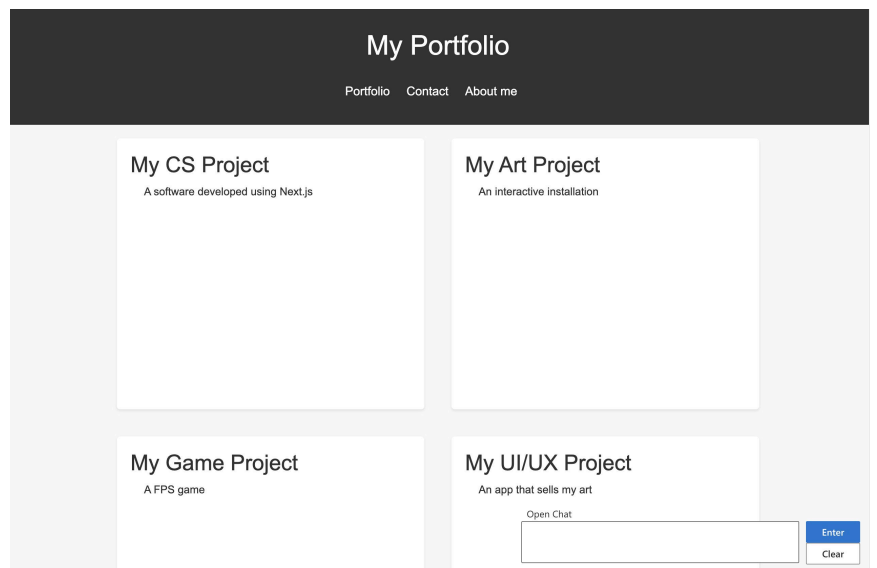 My Portfolio
Portfolio Contact About me
My CS Project
A software developed using Next.js
My Art Project
An interactive installation
My Game Project
A FPS game
My UI/UX Project
An app that sells my art
Open Chat
Enter
Clear